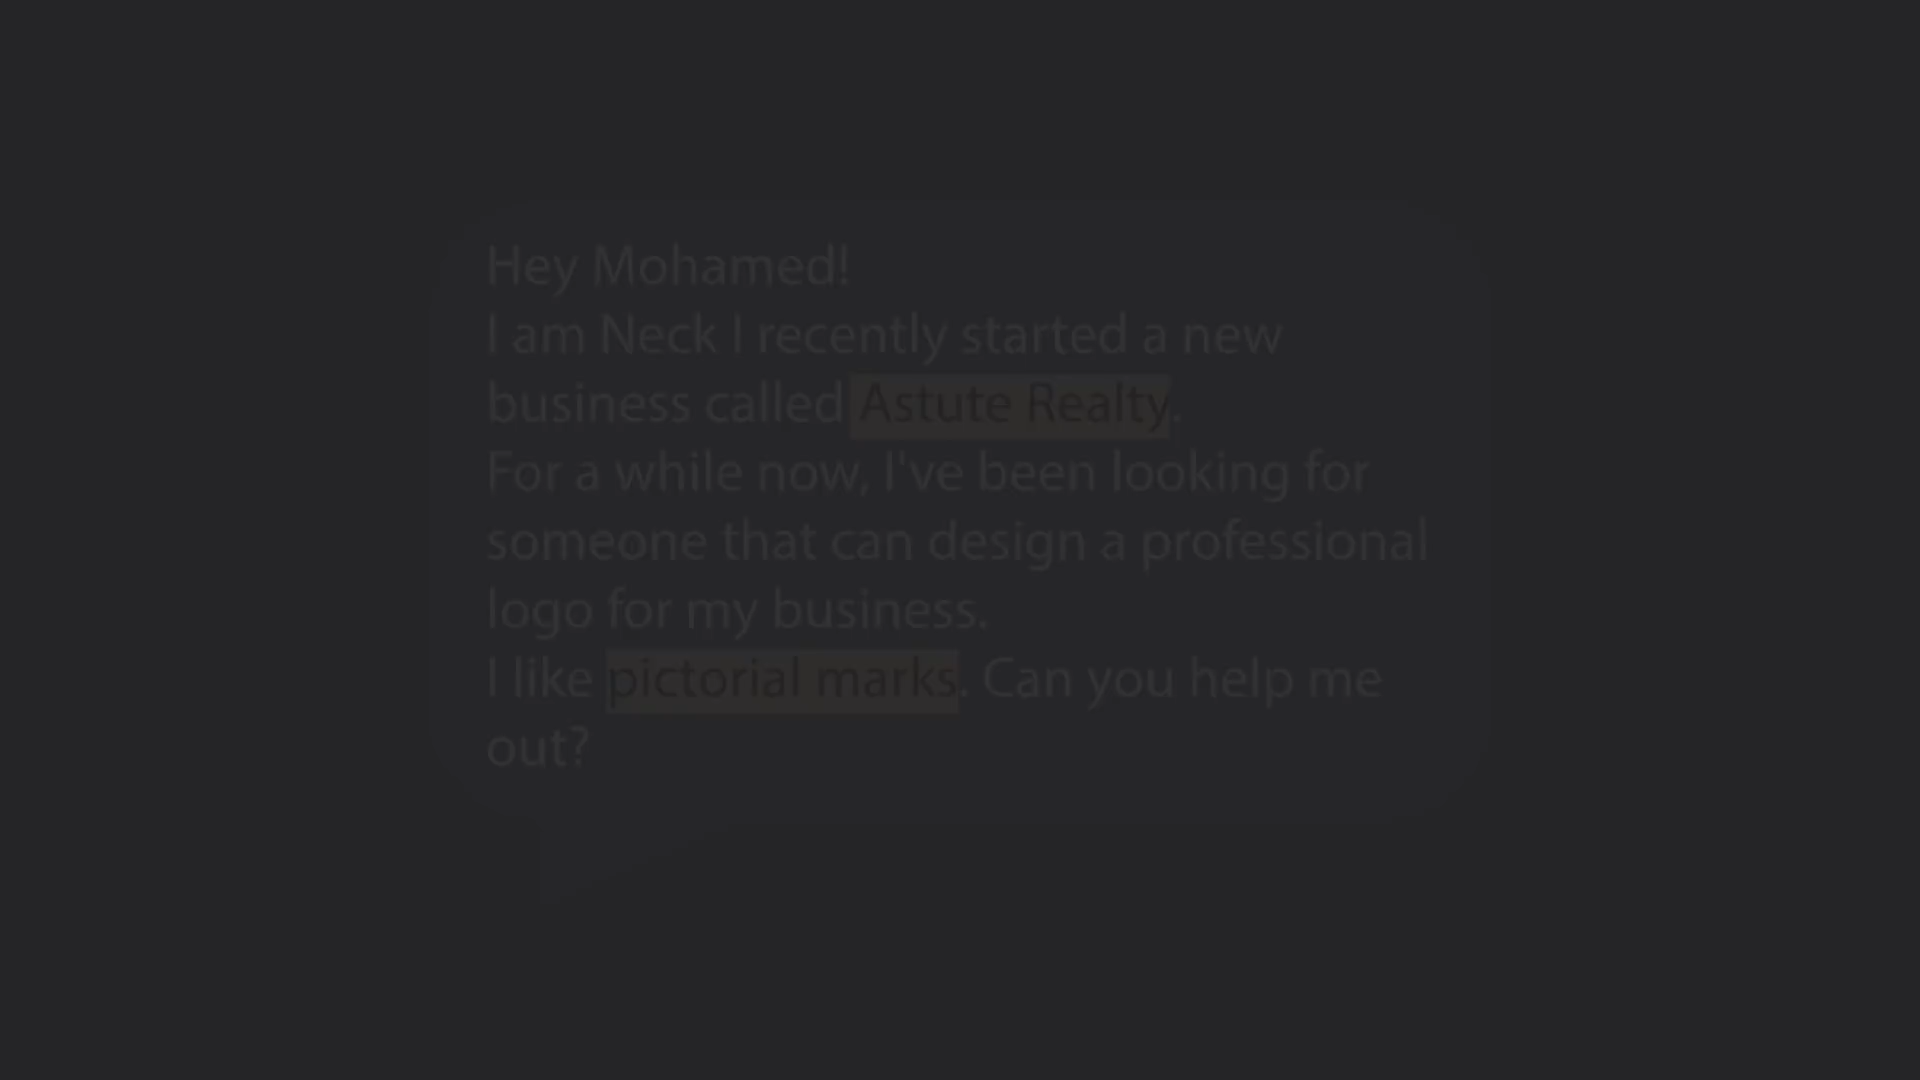 Hey Mohamed!
I am Neck I recently started a new
business called Astute Realty.
For a while now, I've been looking for
someone that can design a professional
logo for my business.
I like pictorial marks. Can you help me
out?